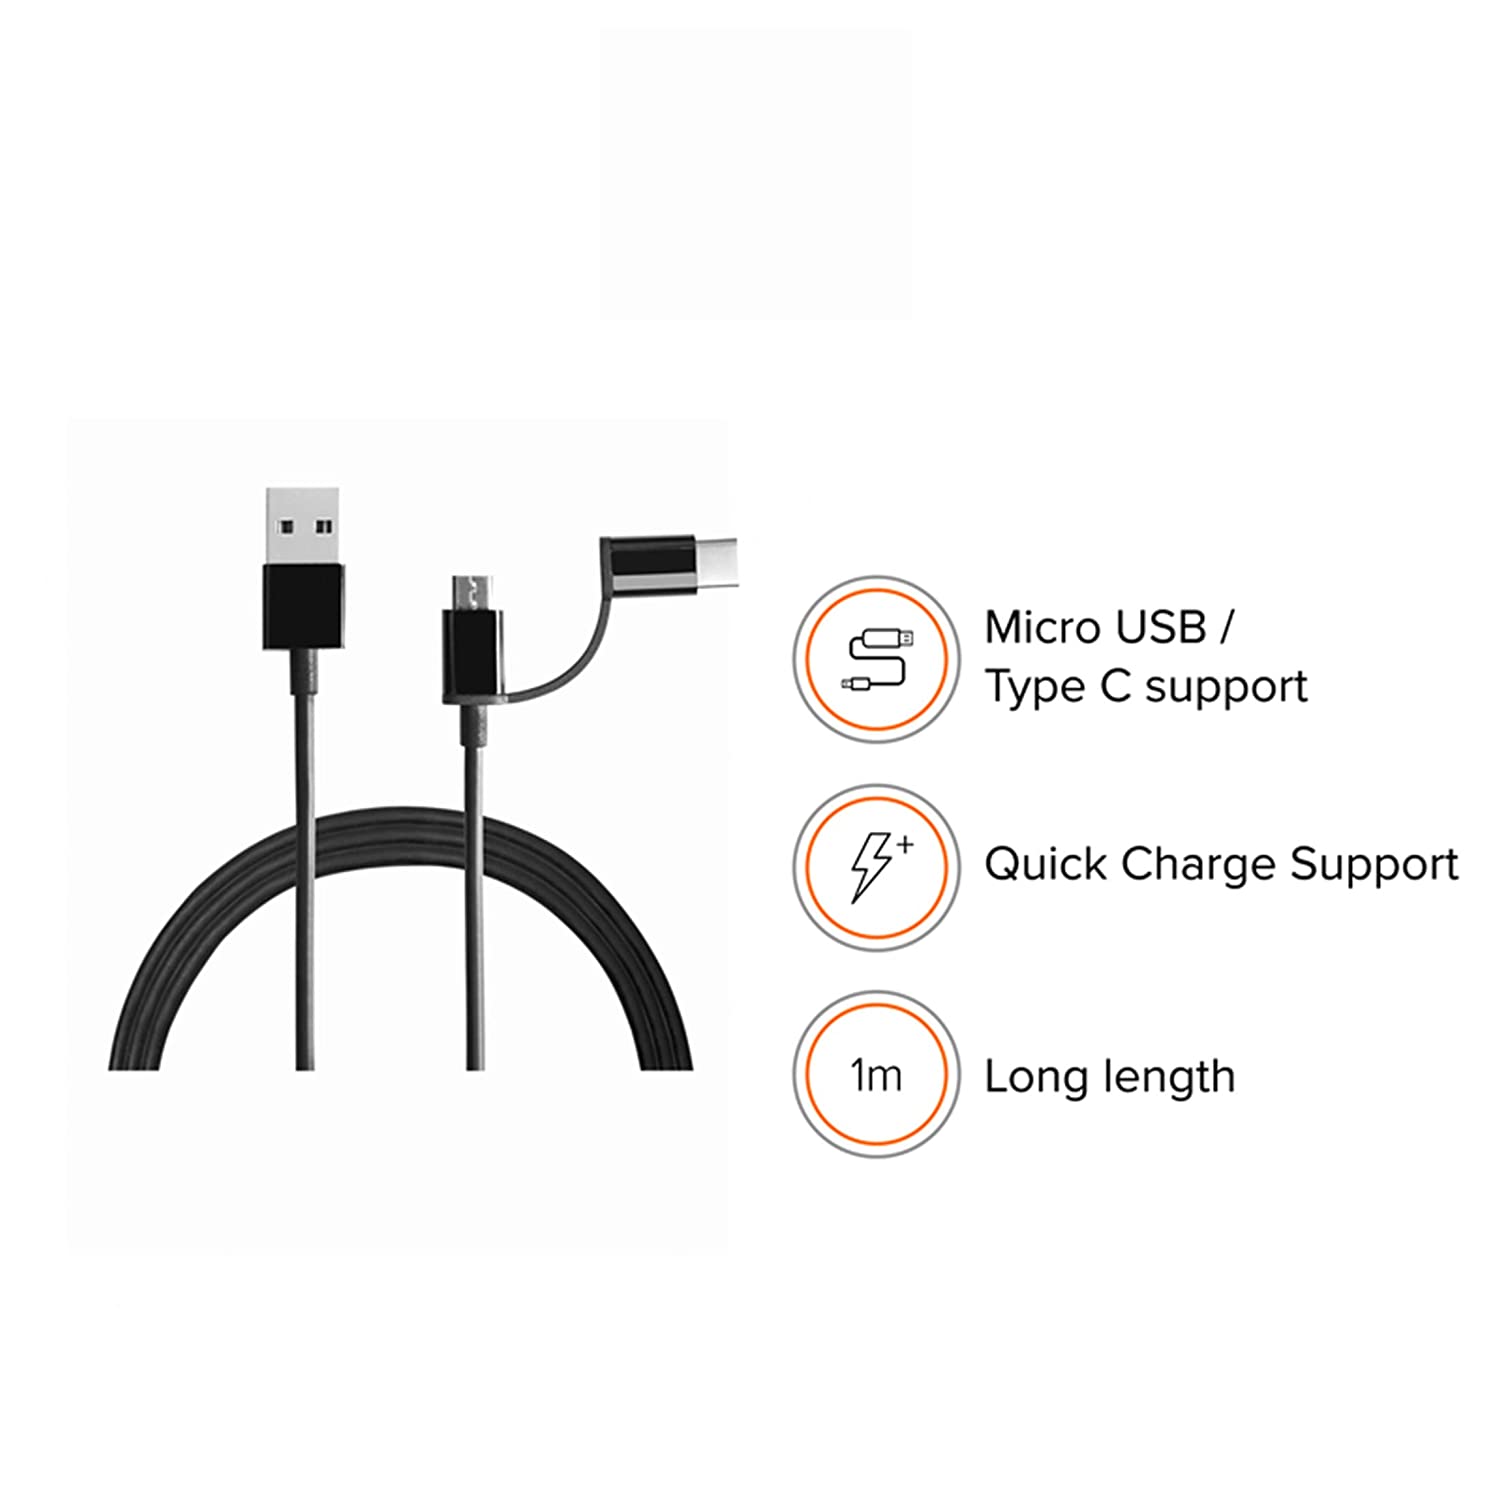 Micro USB /
Type C support
+
Quick Charge Support
1m
Long length